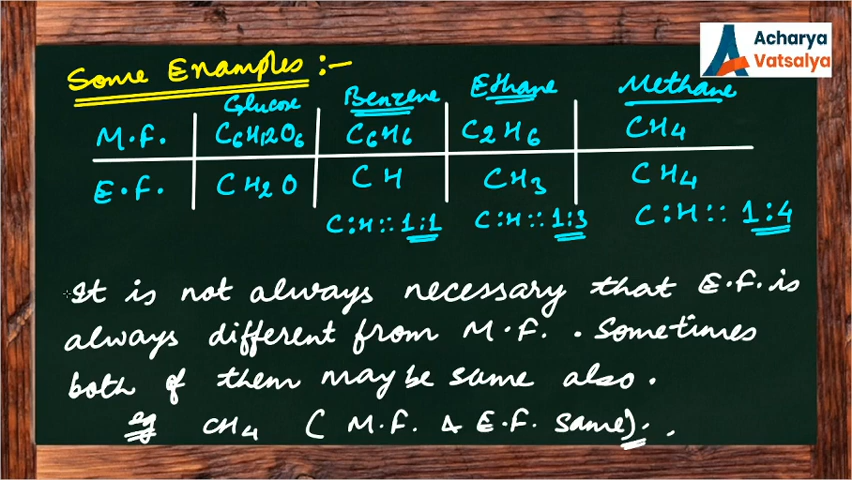 Acharya
Vatsalya
Some Examples :-
Glucose Benzene Ethane Methane
M.F. C6H12O6 C6H6 C2H6 CH4
E.F. CH2O CH CH3 CH4
C:H :: 1:1 C:H :: 1:3 C:H :: 1:4
It is not always necessary that E.F. is
always different from M.F. . Sometimes
both of them may be same also.
eg CH4 ( M.F. & E.F. same).